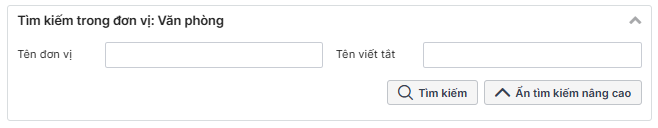 Tìm kiếm trong đơn vị: Văn phòng
Tên đơn vị
Tên viết tât
Tìm kiếm
Ẩn tìm kiếm nâng cao